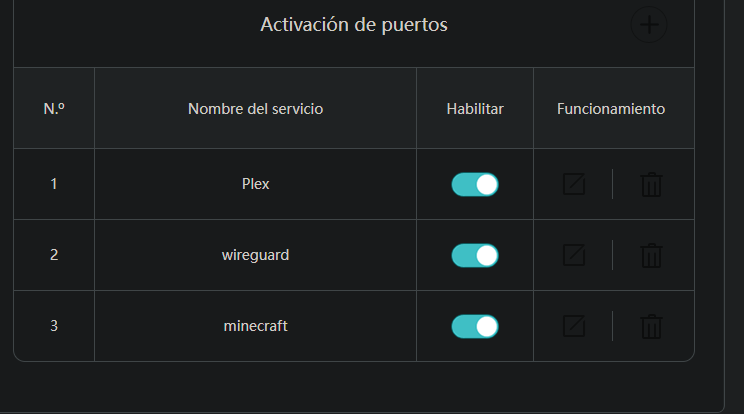 Activación de puertos
N.º Nombre del servicio Habilitar Funcionamiento
1 Plex
2 wireguard
3 minecraft